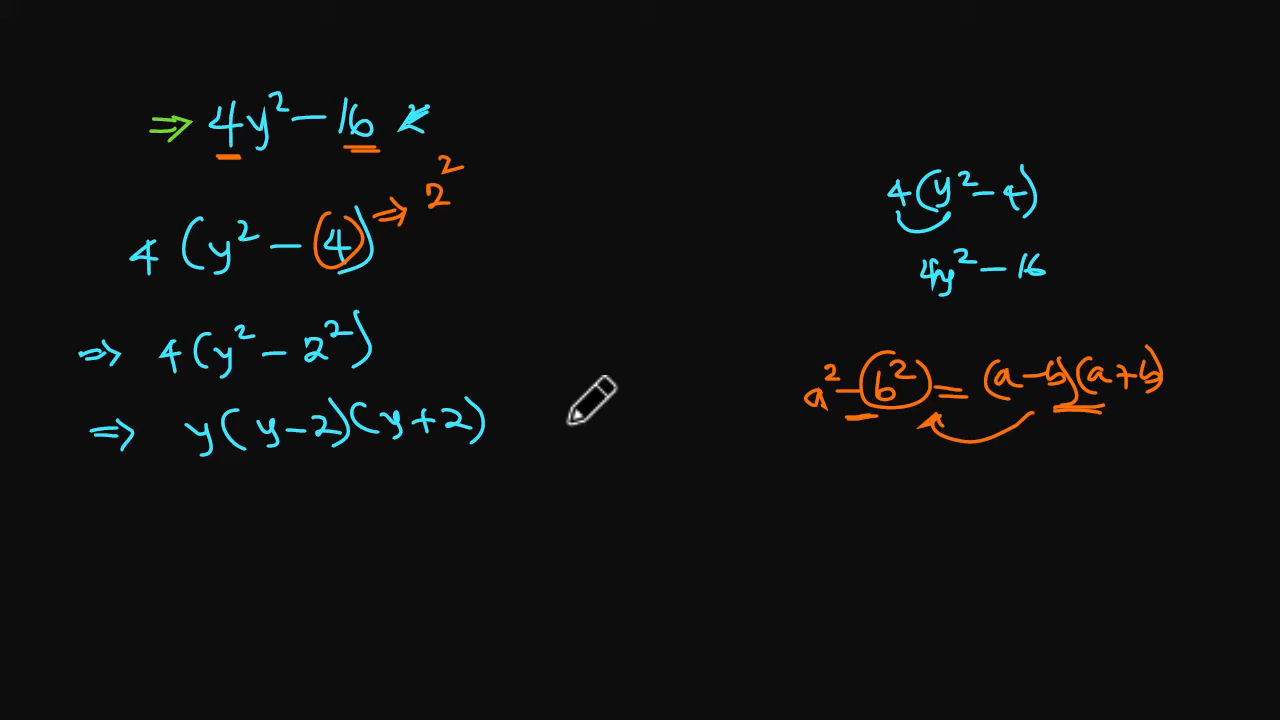 ⇒ 4y² − 16
4(y² − 4) ⇒ 2²
⇒ 4(y² − 2²)
⇒ y(y − 2)(y + 2)
4(y² − 4)
4y² − 16
a² − b² = (a − b)(a + b)